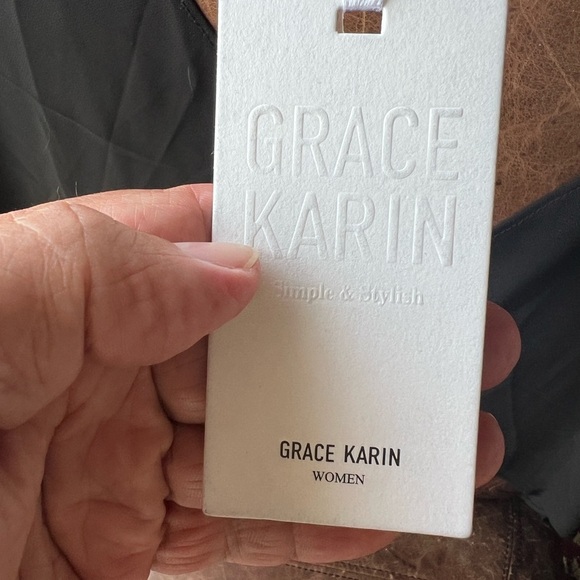 GRACE
KARIN
Simple & Stylish
GRACE KARIN
WOMEN